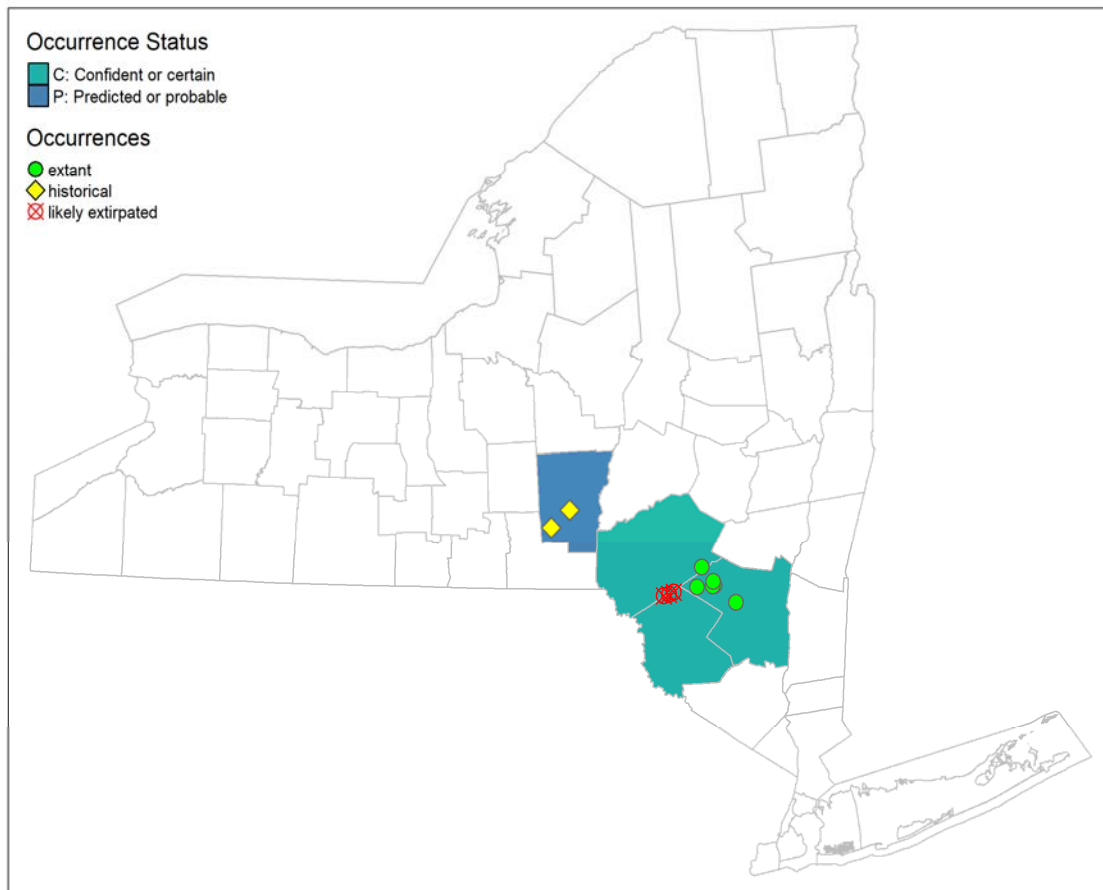 Occurrence Status
C: Confident or certain
P: Predicted or probable
Occurrences
extant
historical
likely extirpated